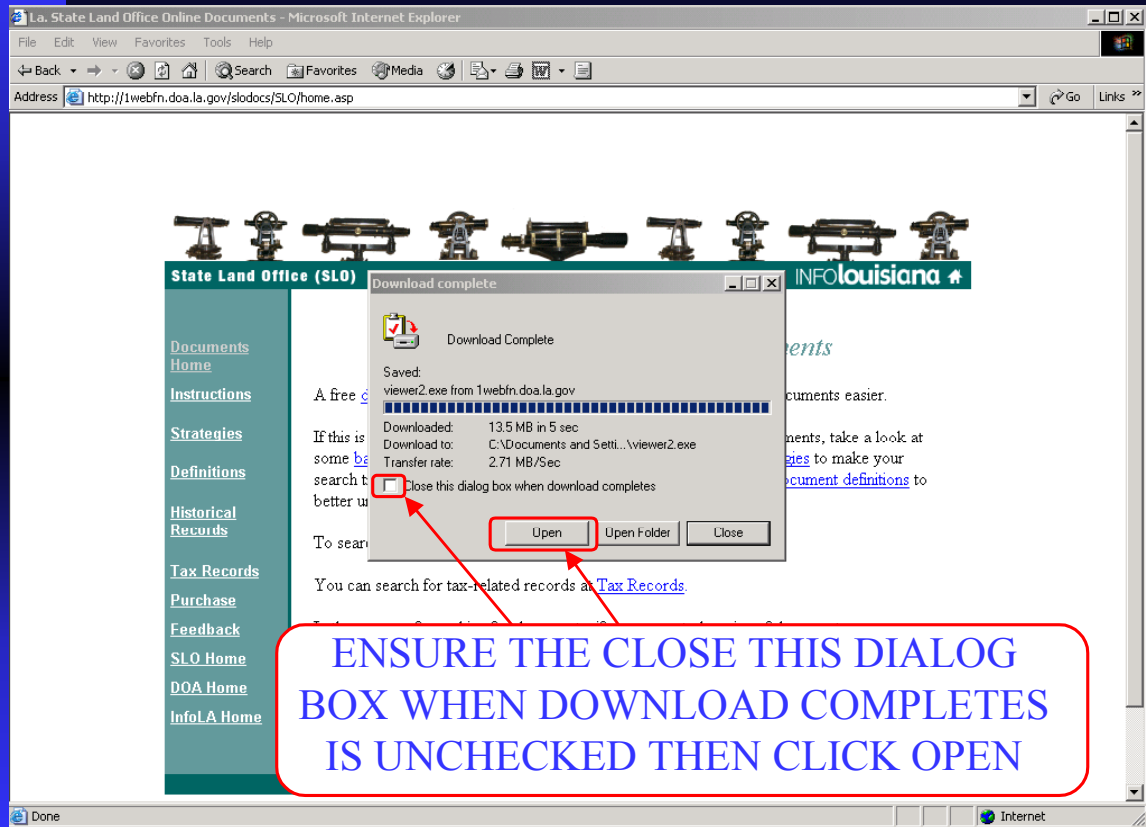 La. State Land Office Online Documents - Microsoft Internet Explorer
File Edit View Favorites Tools Help
Back Search Favorites Media
Address http://1webfn.doa.la.gov/slodocs/SLO/home.asp Go Links »
State Land Office (SLO) INFOlouisiana
Download complete
Download Complete
Saved:
viewer2.exe from 1webfn.doa.la.gov
Downloaded: 13.5 MB in 5 sec
Download to: C:\Documents and Setti...\viewer2.exe
Transfer rate: 2.71 MB/Sec
Close this dialog box when download completes
Open Open Folder Close
Documents
Home
Instructions
Strategies
Definitions
Historical
Records
Tax Records
Purchase
Feedback
SLO Home
DOA Home
InfoLA Home
A free
If this is take a look at
some to make your
search document definitions to
better
To
You can search for tax-related records at Tax Records.
ENSURE THE CLOSE THIS DIALOG
BOX WHEN DOWNLOAD COMPLETES
IS UNCHECKED THEN CLICK OPEN
Done Internet